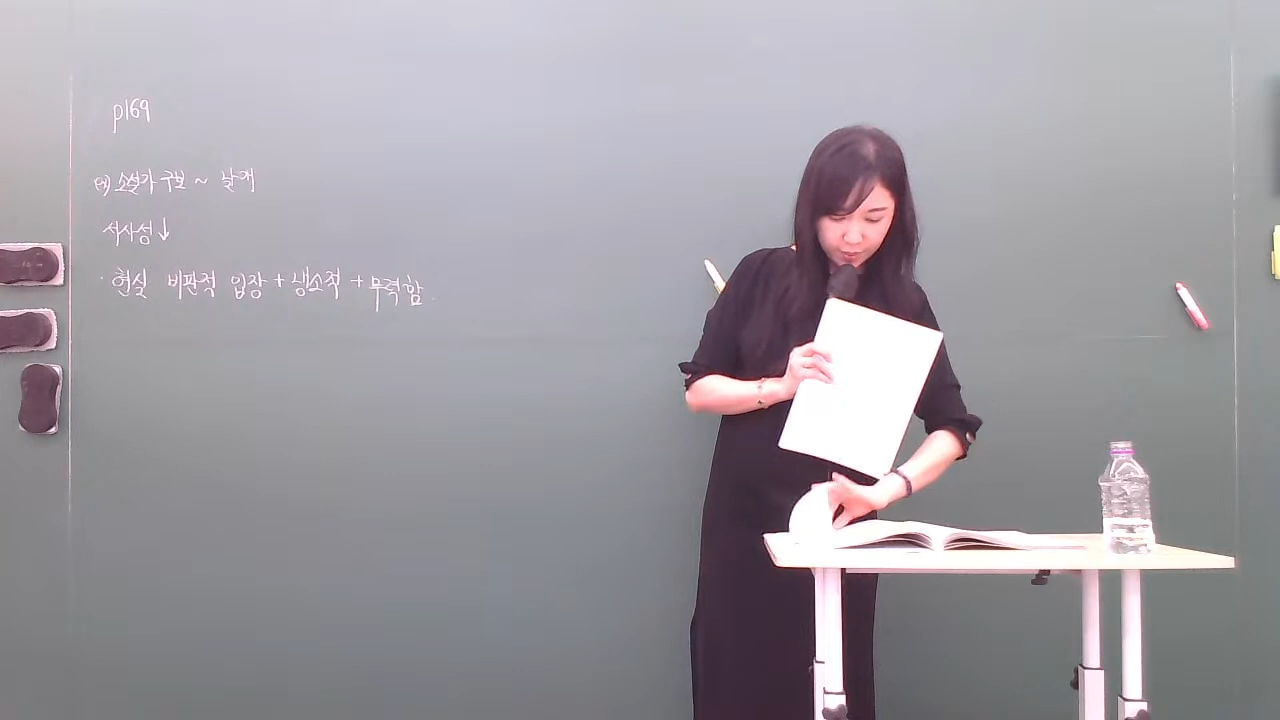 p169
예) 소설가 구보 ~ 날개
서사성↓
· 현실 비판적 입장 + 냉소적 + 무력함.